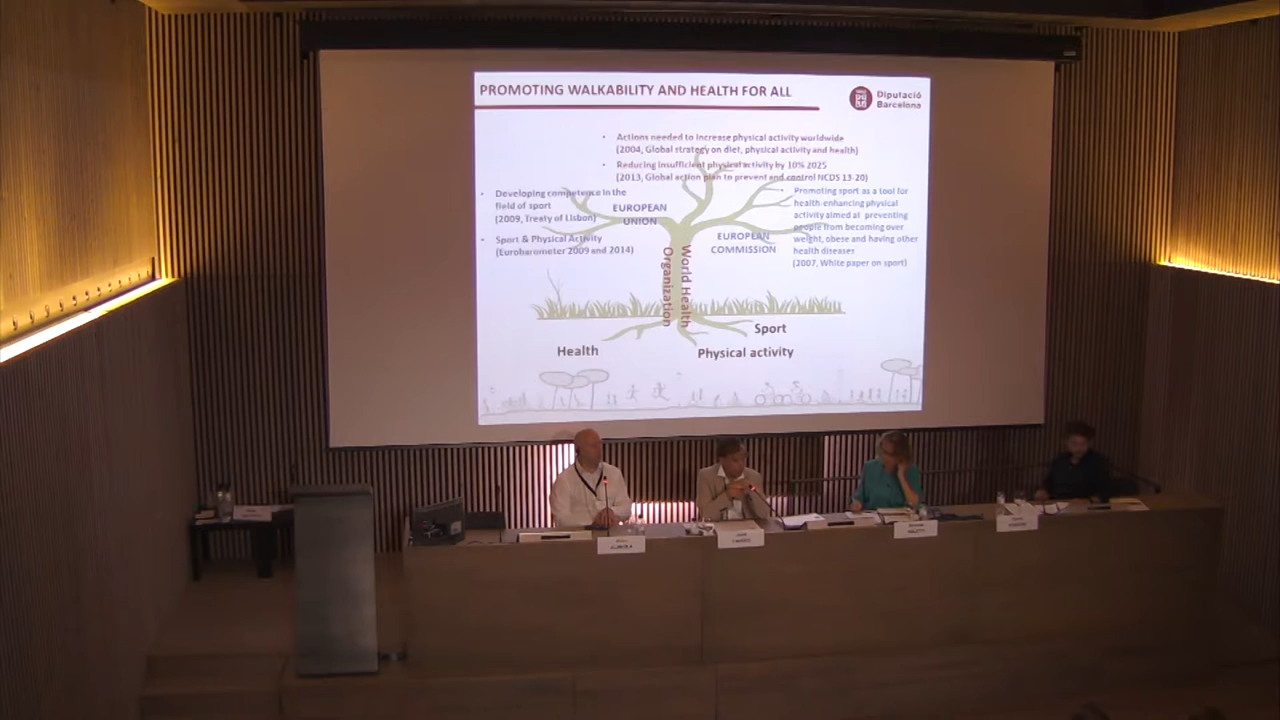 PROMOTING WALKABILITY AND HEALTH FOR ALL
Diputació
Barcelona
• Actions needed to increase physical activity worldwide
(2004, Global strategy on diet, physical activity and health)
• Reducing insufficient physical activity by 10% 2025
(2013, Global action plan to prevent and control NCDS 13-20)
• Developing competence in the
field of sport
(2009, Treaty of Lisbon)
• Sport & Physical Activity
(Eurobarometer 2009 and 2014)
EUROPEAN
UNION
EUROPEAN
COMMISSION
• Promoting sport as a tool for
health-enhancing physical
activity aimed at preventing
people from becoming over
weight, obese and having other
health diseases
(2007, White paper on sport)
World Health
Organization
Sport
Health
Physical activity